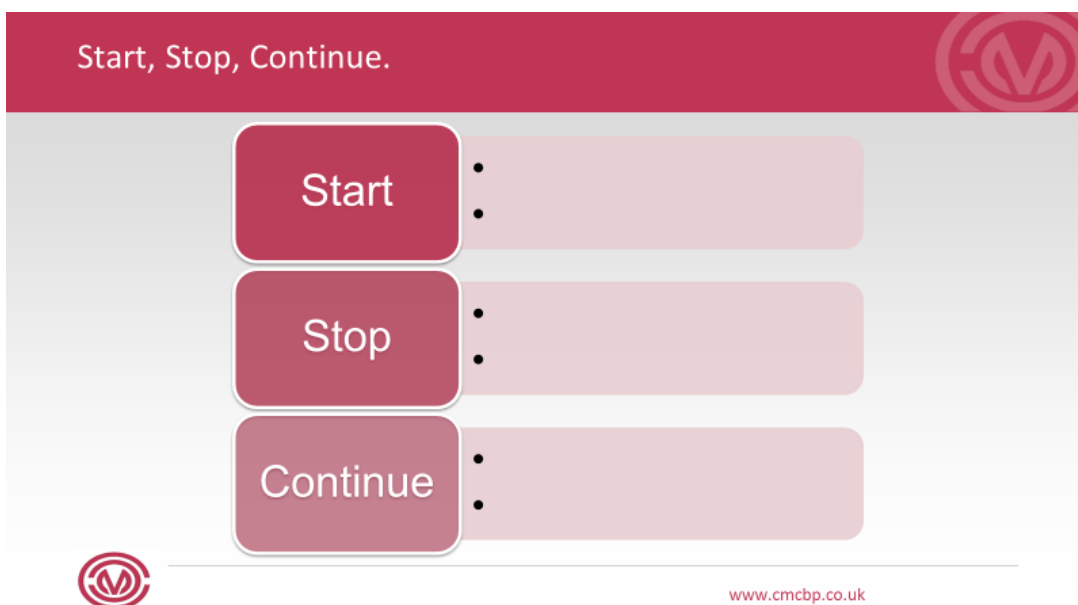 Start, Stop, Continue.
Start
•
•
Stop
•
•
Continue
•
•
www.cmcbp.co.uk